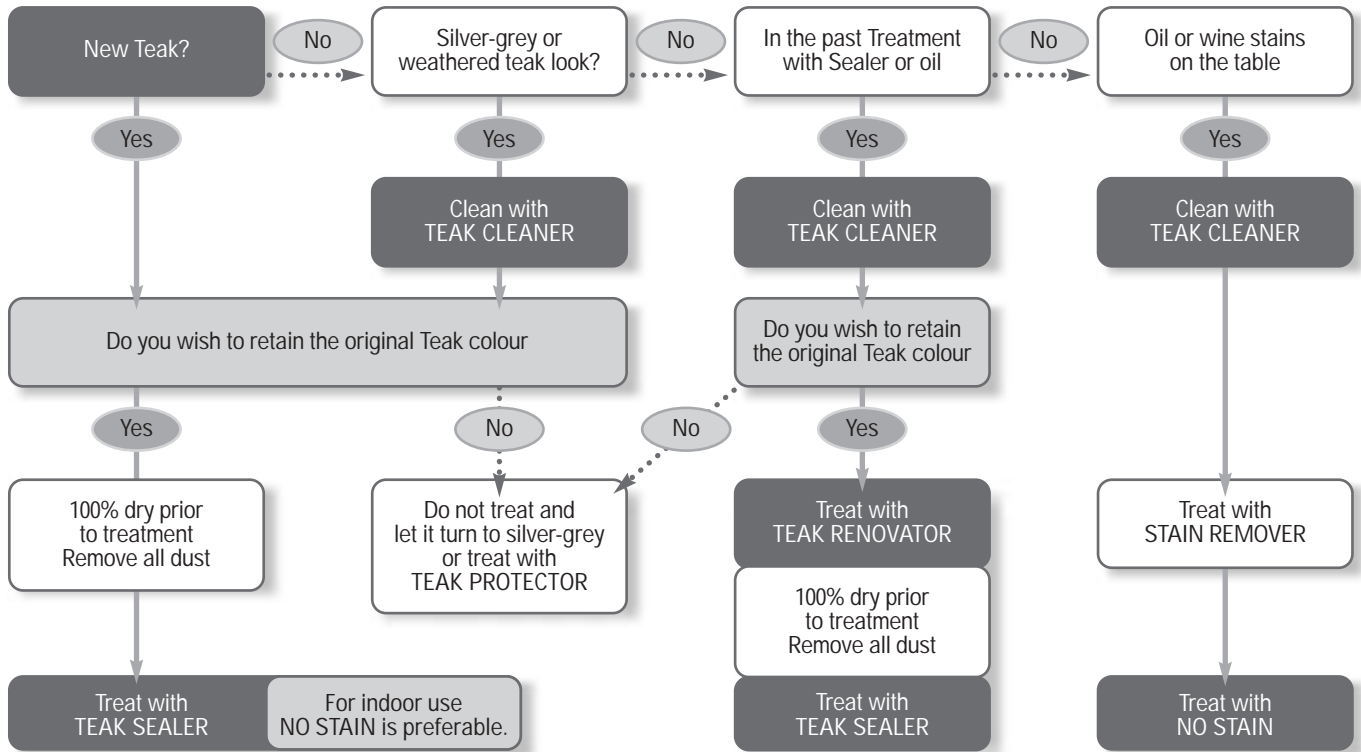 New Teak?
No
Silver-grey or
weathered teak look?
No
In the past Treatment
with Sealer or oil
No
Oil or wine stains
on the table
Yes
Yes
Yes
Yes
Clean with
TEAK CLEANER
Clean with
TEAK CLEANER
Clean with
TEAK CLEANER
Do you wish to retain the original Teak colour
Do you wish to retain
the original Teak colour
Yes
No
No
Yes
100% dry prior
to treatment
Remove all dust
Do not treat and
let it turn to silver-grey
or treat with
TEAK PROTECTOR
Treat with
TEAK RENOVATOR
100% dry prior
to treatment
Remove all dust
Treat with
STAIN REMOVER
Treat with
TEAK SEALER
For indoor use
NO STAIN is preferable.
Treat with
TEAK SEALER
Treat with
NO STAIN